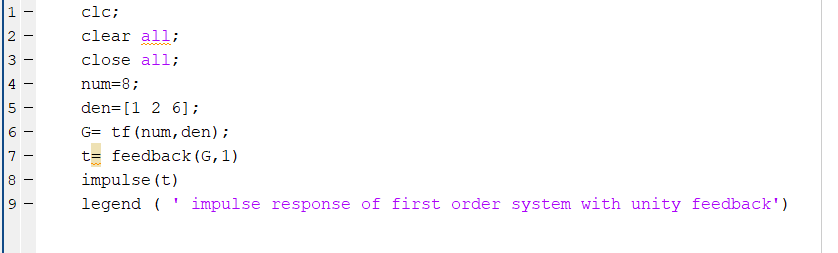 1 – clc;
2 – clear all;
3 – close all;
4 – num=8;
5 – den=[1 2 6];
6 – G= tf(num,den);
7 – t= feedback(G,1)
8 – impulse(t)
9 – legend ( ' impulse response of first order system with unity feedback')